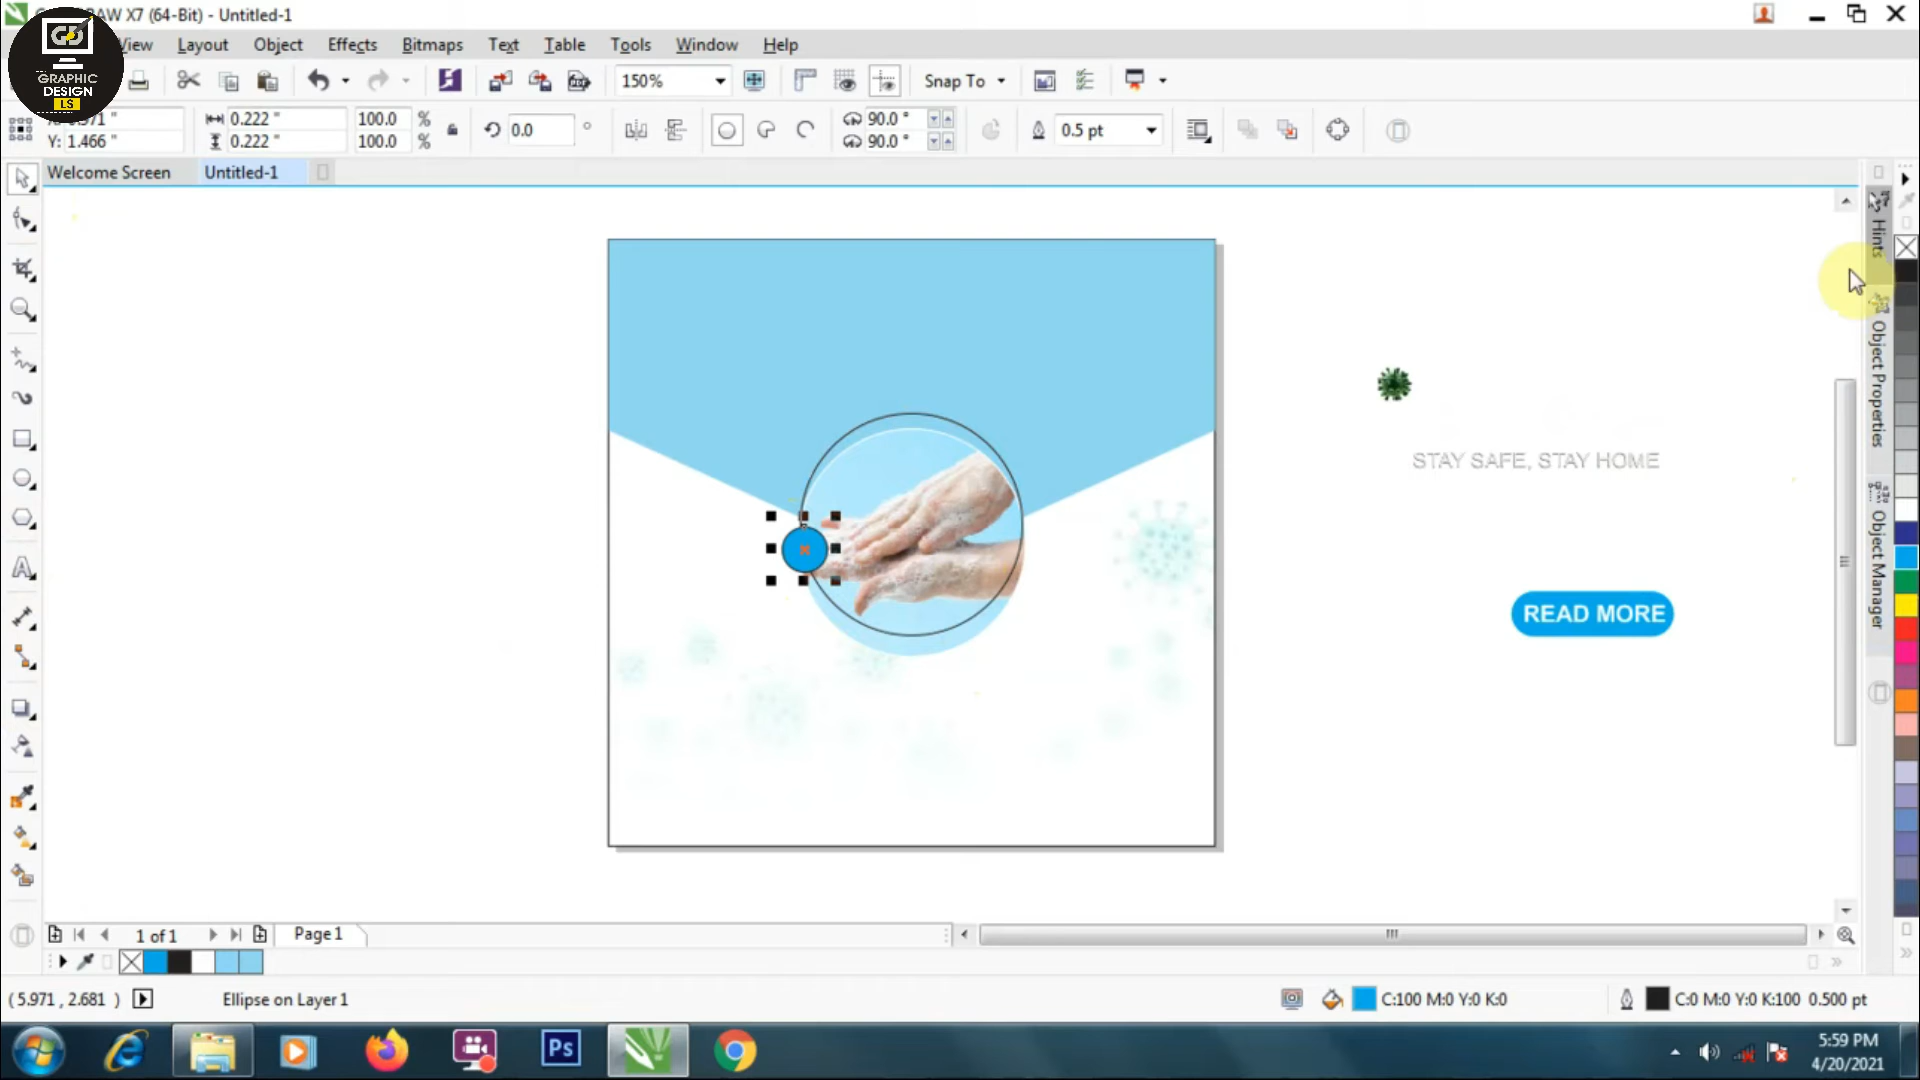 RAW X7 (64-Bit) - Untitled-1
GD
GRAPHIC
DESIGN
LS
View Layout Object Effects Bitmaps Text Table Tools Window Help
150% Snap To
0.222 " 100.0 %
Y: 1.466 " 0.222 " 100.0 %
0.0 °
90.0 °
90.0 °
0.5 pt
Welcome Screen Untitled-1
Hints
Object Properties
Object Manager
STAY SAFE, STAY HOME
READ MORE
1 of 1 Page 1
(5.971, 2.681) Ellipse on Layer 1 C:100 M:0 Y:0 K:0 C:0 M:0 Y:0 K:100 0.500 pt
Ps
5:59 PM
4/20/2021